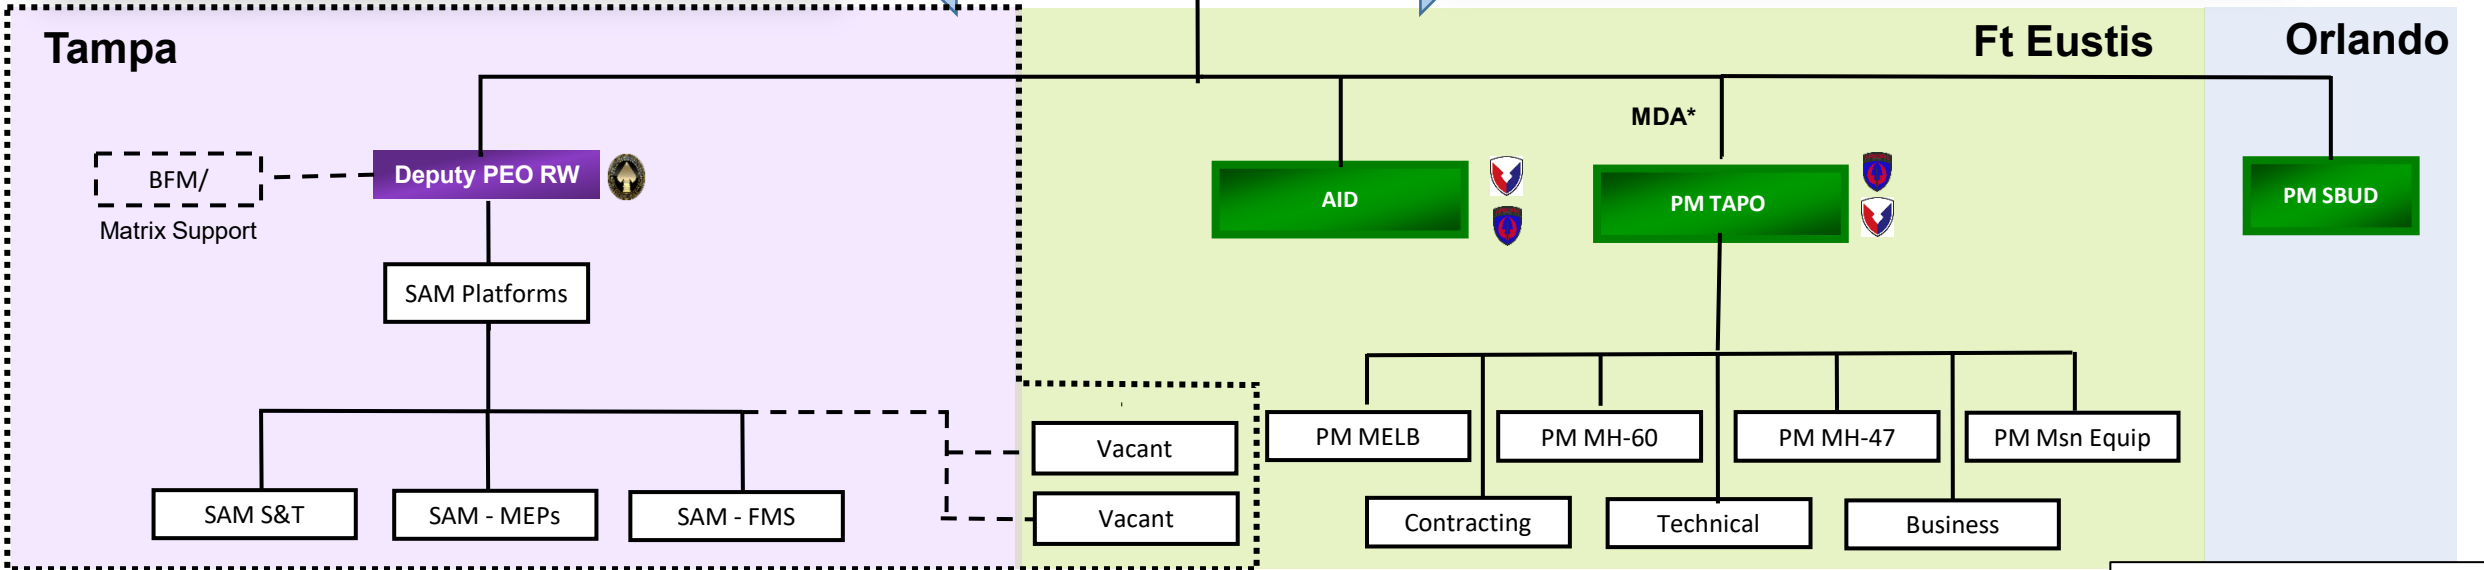 Tampa
Ft Eustis
Orlando
MDA*
BFM/
Matrix Support
Deputy PEO RW
AID
PM TAPO
PM SBUD
SAM Platforms
Vacant
PM MELB
PM MH-60
PM MH-47
PM Msn Equip
SAM S&T
SAM - MEPs
SAM - FMS
Vacant
Contracting
Technical
Business